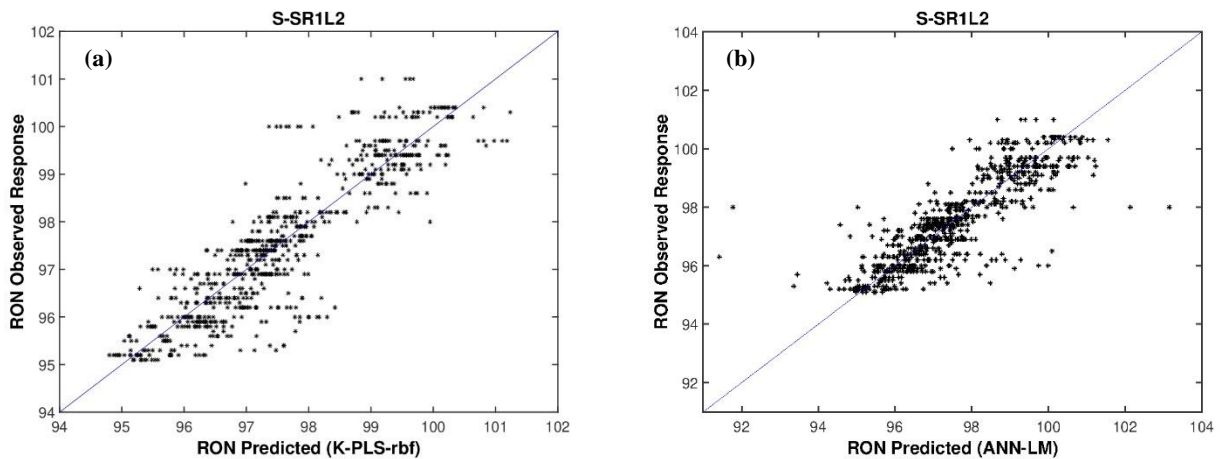 S-SR1L2
(a)
102
101
100
99
98
97
96
95
94
94 95 96 97 98 99 100 101 102
RON Observed Response
RON Predicted (K-PLS-rbf)
S-SR1L2
(b)
104
102
100
98
96
94
92
92 94 96 98 100 102 104
RON Observed Response
RON Predicted (ANN-LM)